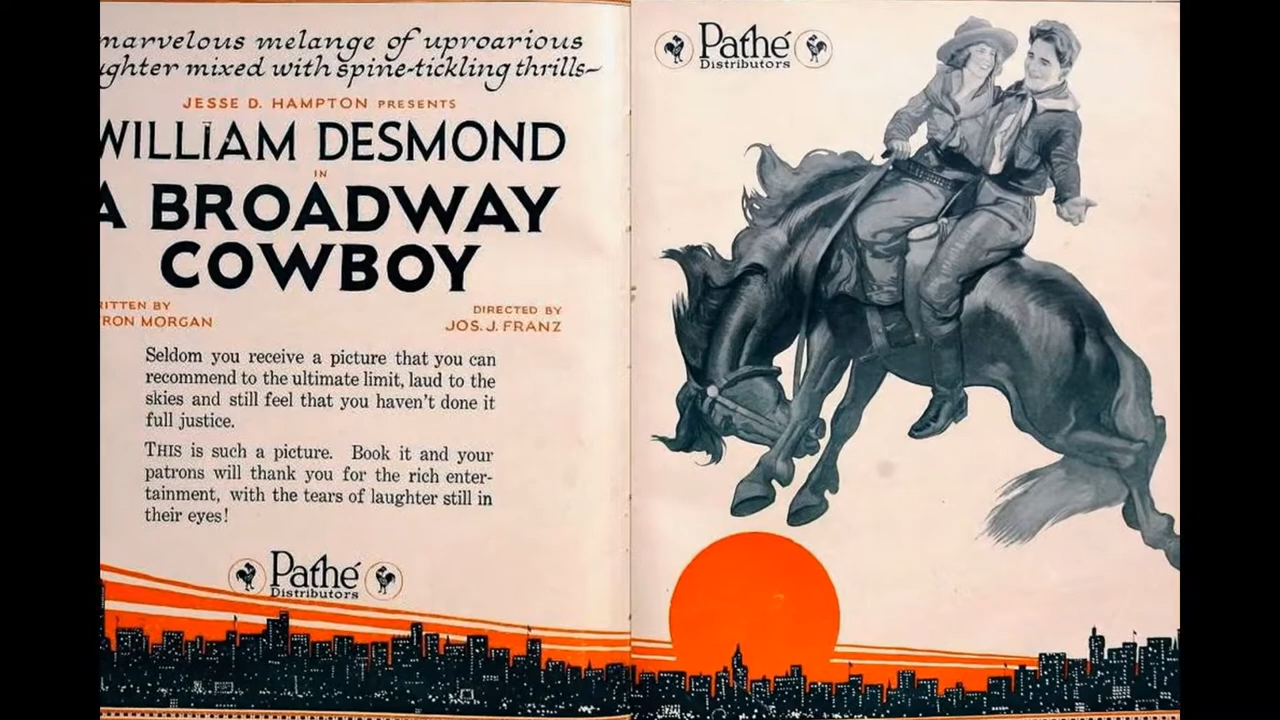 marvelous melange of uproarious
ughter mixed with spine-tickling thrills~
JESSE D. HAMPTON PRESENTS
WILLIAM DESMOND
IN
A BROADWAY
COWBOY
RITTEN BY
RON MORGAN
DIRECTED BY
JOS. J. FRANZ
Seldom you receive a picture that you can
recommend to the ultimate limit, laud to the
skies and still feel that you haven't done it
full justice.
THIS is such a picture. Book it and your
patrons will thank you for the rich enter-
tainment, with the tears of laughter still in
their eyes!
Pathé
Distributors
Pathé
Distributors